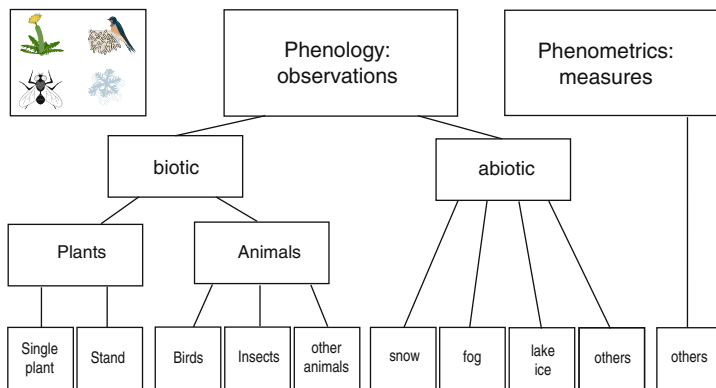 Phenology:
observations
Phenometrics:
measures
biotic
abiotic
Plants
Animals
Single
plant
Stand
Birds
Insects
other
animals
snow
fog
lake
ice
others
others